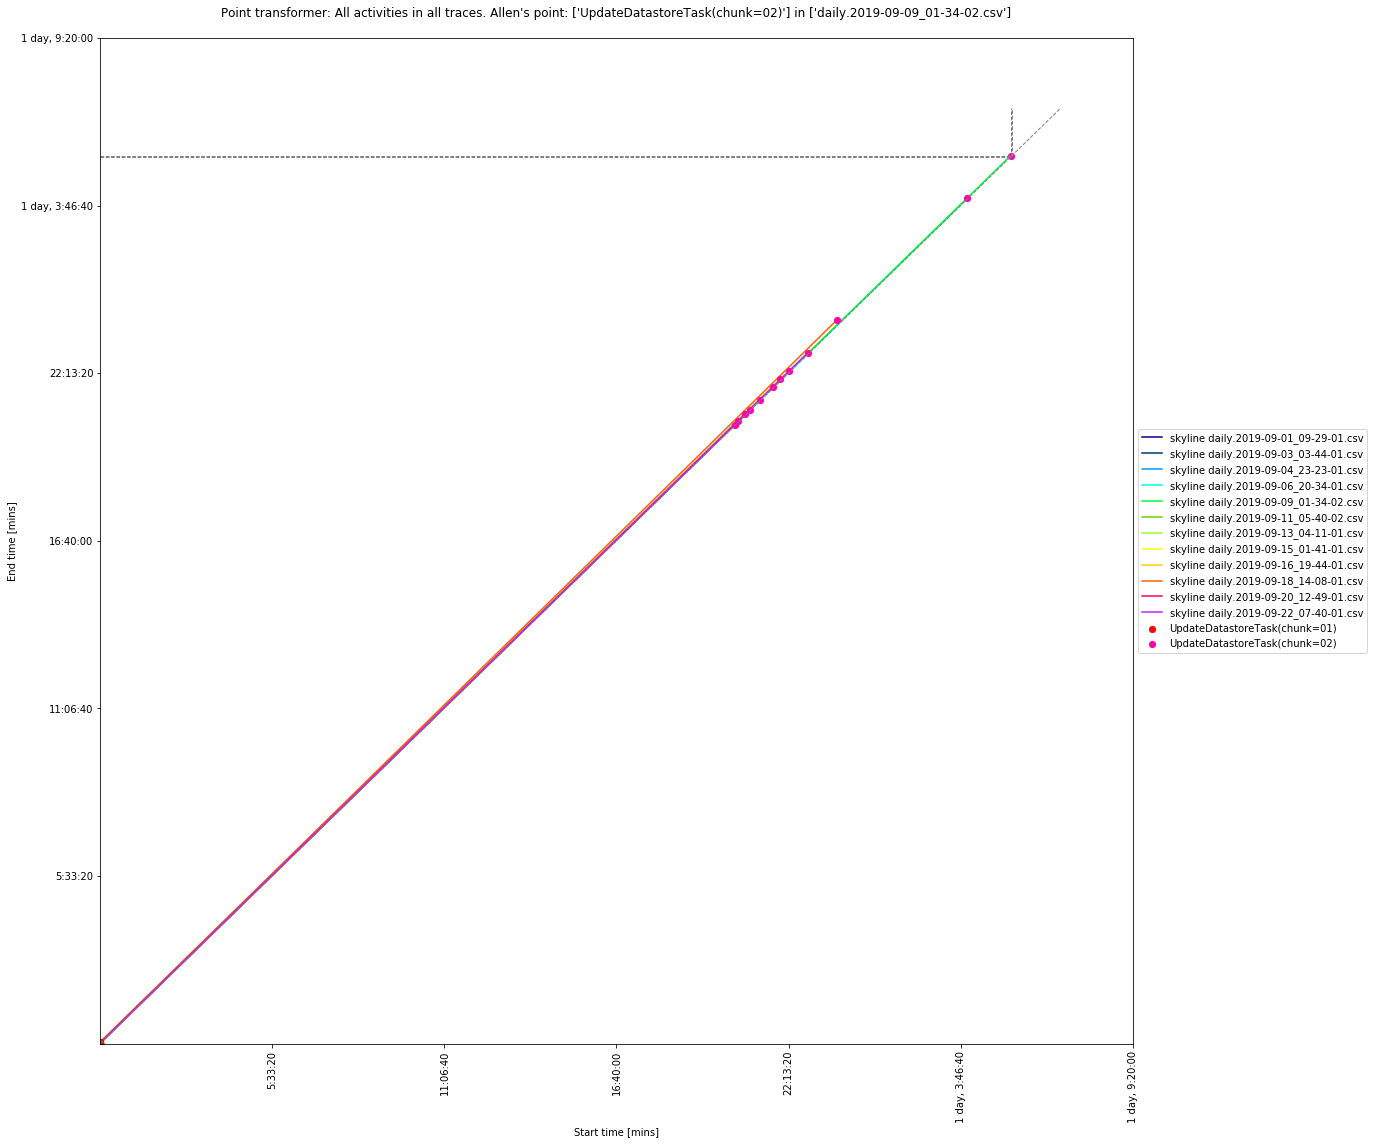 Point transformer: All activities in all traces. Allen's point: ['UpdateDatastoreTask(chunk=02)'] in ['daily.2019-09-09_01-34-02.csv']
1 day, 9:20:00
1 day, 3:46:40
22:13:20
16:40:00
11:06:40
5:33:20
End time [mins]
5:33:20
11:06:40
16:40:00
22:13:20
1 day, 3:46:40
1 day, 9:20:00
Start time [mins]
skyline daily.2019-09-01_09-29-01.csv
skyline daily.2019-09-03_03-44-01.csv
skyline daily.2019-09-04_23-23-01.csv
skyline daily.2019-09-06_20-34-01.csv
skyline daily.2019-09-09_01-34-02.csv
skyline daily.2019-09-11_05-40-02.csv
skyline daily.2019-09-13_04-11-01.csv
skyline daily.2019-09-15_01-41-01.csv
skyline daily.2019-09-16_19-44-01.csv
skyline daily.2019-09-18_14-08-01.csv
skyline daily.2019-09-20_12-49-01.csv
skyline daily.2019-09-22_07-40-01.csv
UpdateDatastoreTask(chunk=01)
UpdateDatastoreTask(chunk=02)